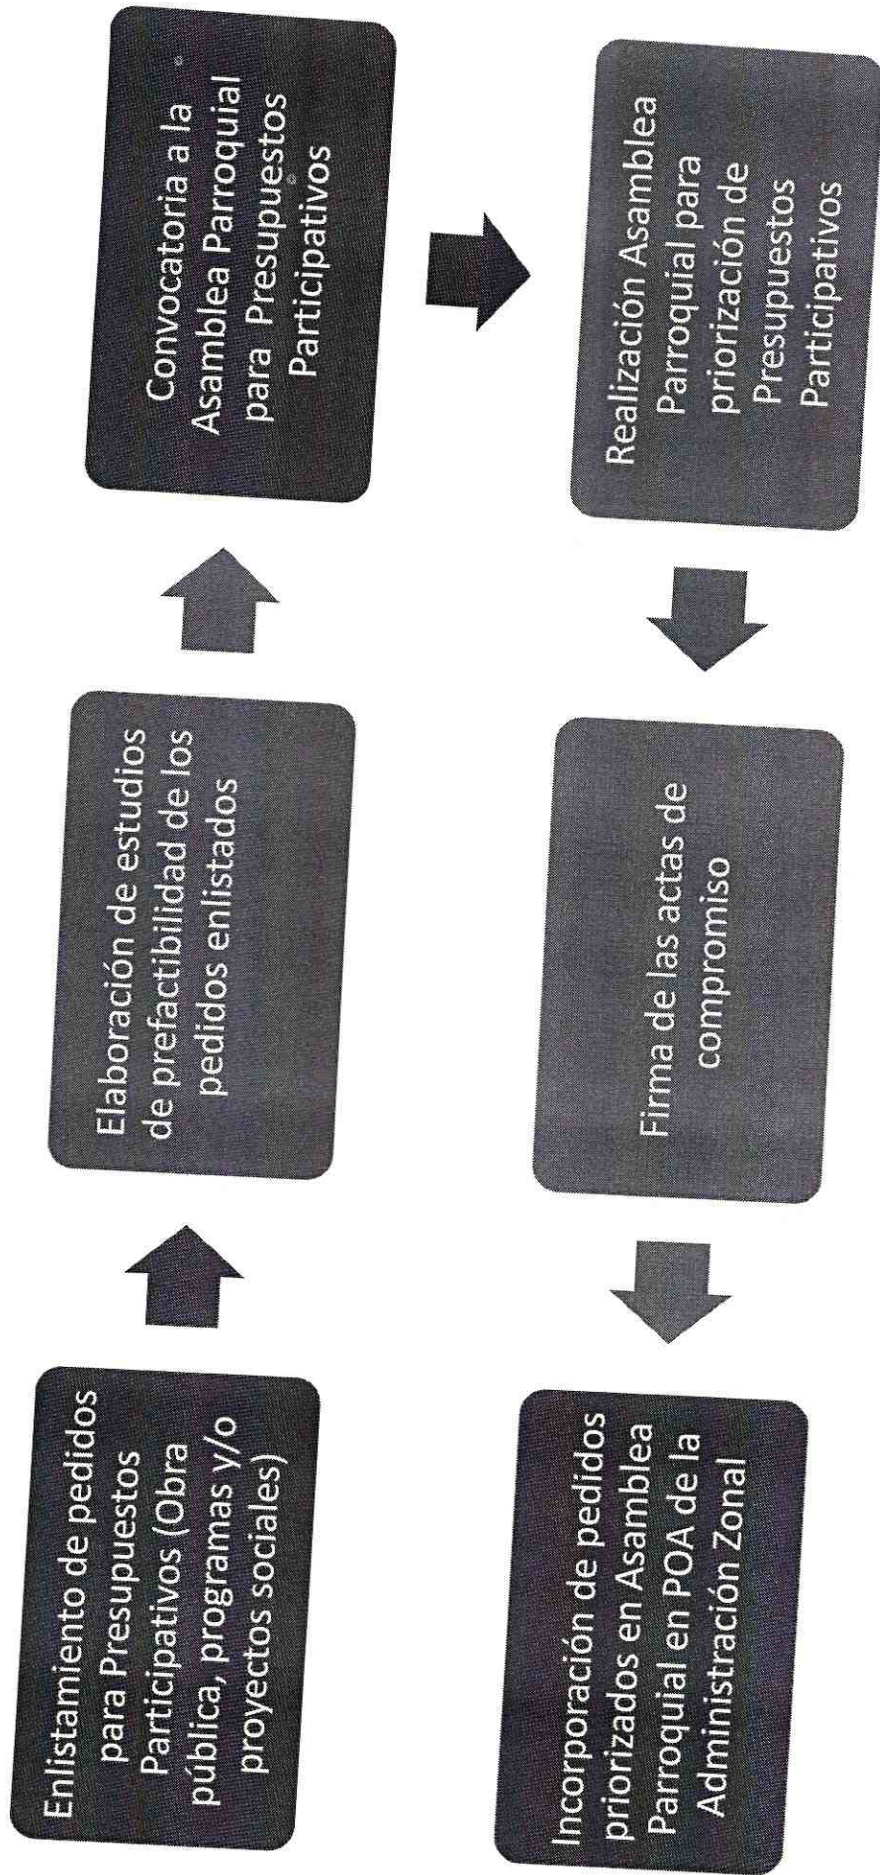 Enlistamiento de pedidos
para Presupuestos
Participativos (Obra
pública, programas y/o
proyectos sociales)
Elaboración de estudios
de prefactibilidad de los
pedidos enlistados
Convocatoria a la
Asamblea Parroquial
para Presupuestos
Participativos
Realización Asamblea
Parroquial para
priorización de
Presupuestos
Participativos
Firma de las actas de
compromiso
Incorporación de pedidos
priorizados en Asamblea
Parroquial en POA de la
Administración Zonal